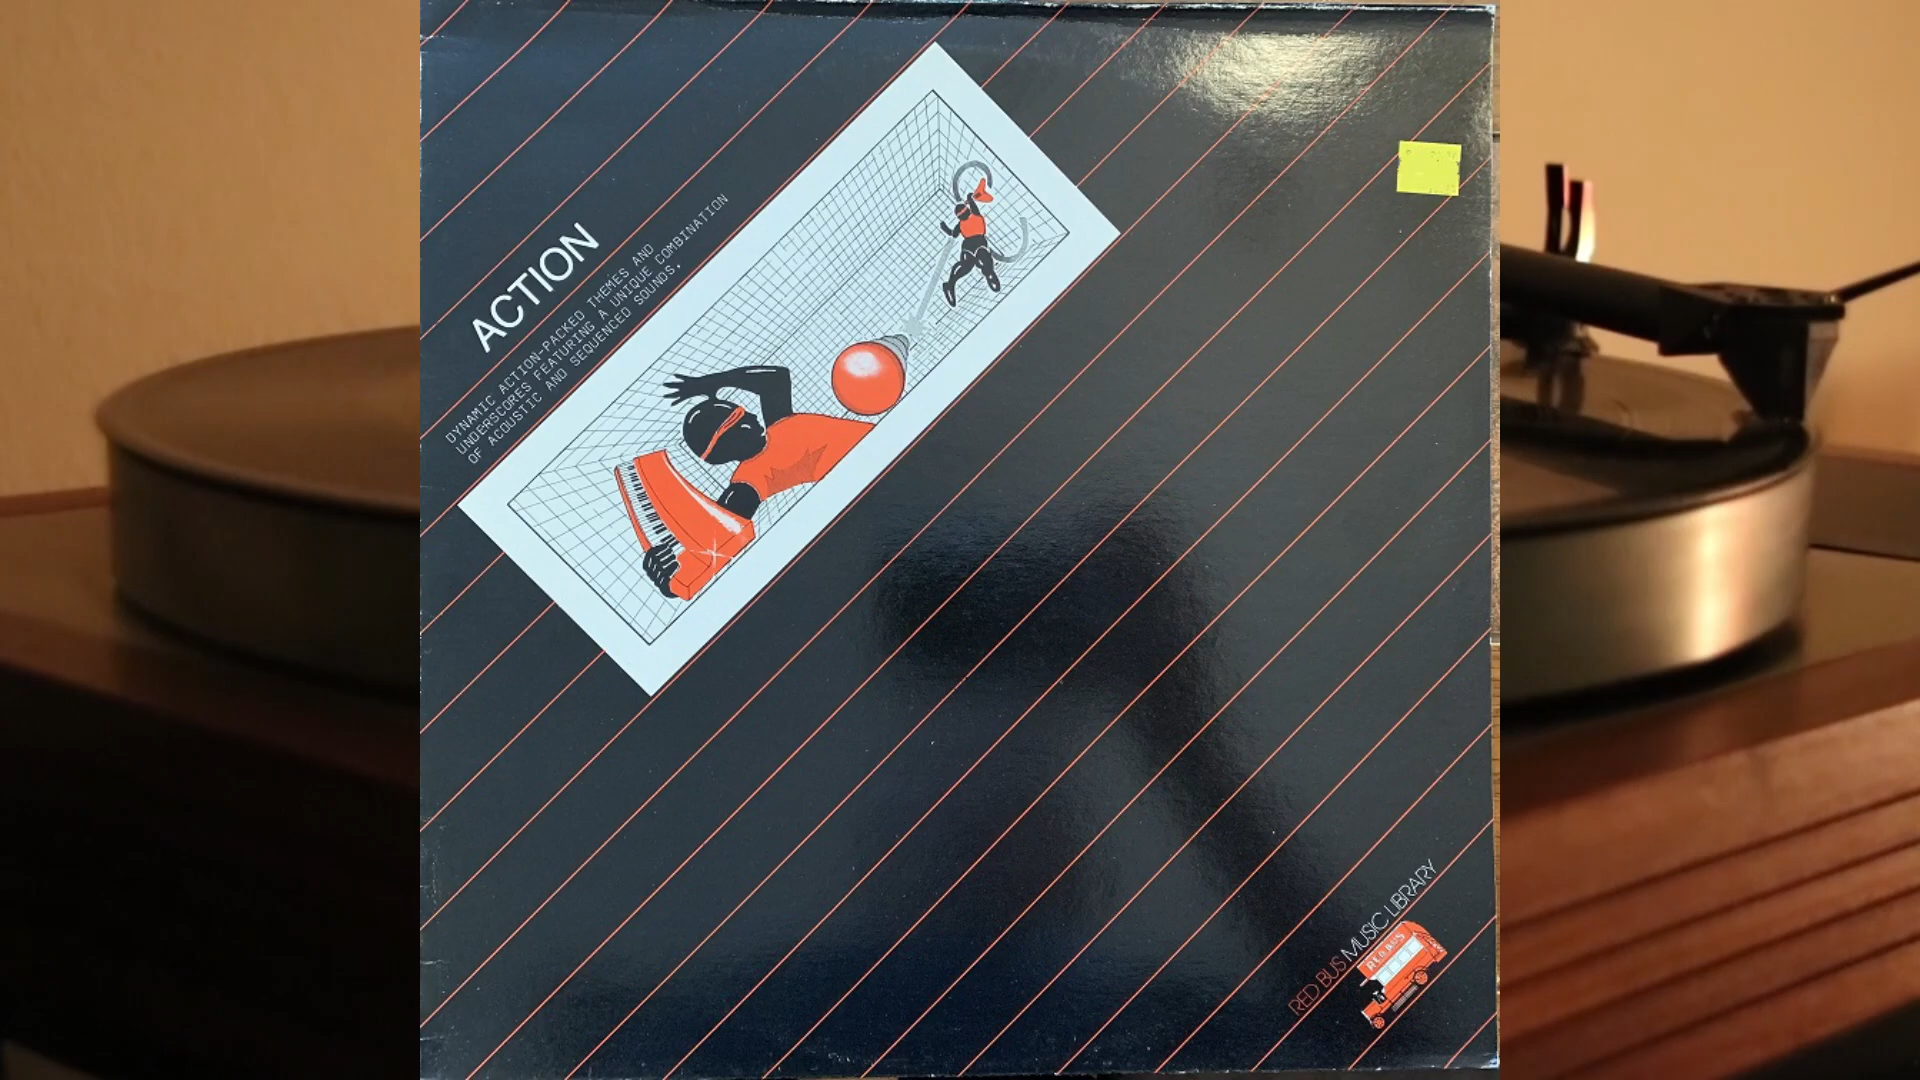 ACTION
DYNAMIC ACTION-PACKED THEMES AND
UNDERSCORES FEATURING A UNIQUE COMBINATION
OF ACOUSTIC AND SEQUENCED SOUNDS.
RED BUS MUSIC LIBRARY
RED BUS